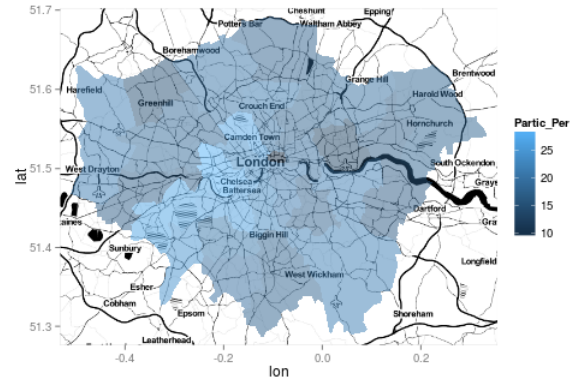 Cheshunt
Epping
51.7
Potters Bar
Waltham Abbey
Borehamwood
Brentwood
Grange Hill
51.6
Harefield
Harold Wood
Greenhill
Crouch End
Partic_Per
Hornchurch
Camden Town
25
London
lat
51.5
West Drayton
South Ockendon
20
Chelsea
Battersea
Grays
15
Dartford
aines
Gra
10
Biggin Hill
51.4
Sunbury
Longfield
West Wickham
Esher
Cobham
Epsom
Shoreham
51.3
Leatherhead
-0.4
-0.2
0.0
0.2
lon